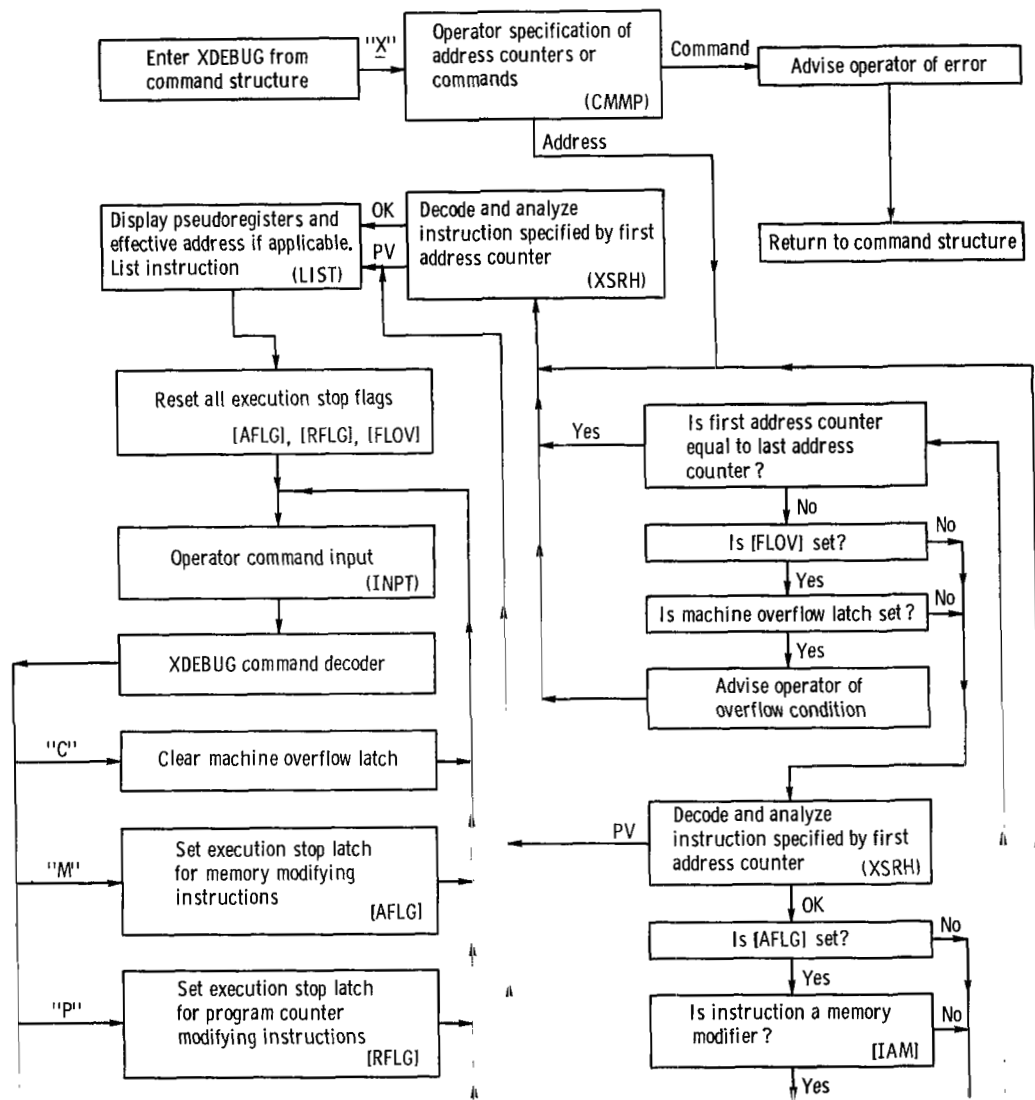 Enter XDEBUG from
command structure
"X"
Operator specification of
address counters or
commands
(CMMP)
Command
Advise operator of error
Address
Return to command structure
Display pseudoregisters and
effective address if applicable.
List instruction
(LIST)
OK
PV
Decode and analyze
instruction specified by first
address counter
(XSRH)
Reset all execution stop flags
[AFLG], [RFLG], [FLOV]
Operator command input
(INPT)
XDEBUG command decoder
"C"
Clear machine overflow latch
"M"
Set execution stop latch
for memory modifying
instructions
[AFLG]
"P"
Set execution stop latch
for program counter
modifying instructions
[RFLG]
Yes
Is first address counter
equal to last address
counter?
No
Is [FLOV] set?
No
Yes
Is machine overflow latch set?
No
Yes
Advise operator of
overflow condition
PV
Decode and analyze
instruction specified by first
address counter
(XSRH)
OK
Is [AFLG] set?
No
Yes
Is instruction a memory
modifier?
[IAM]
No
Yes